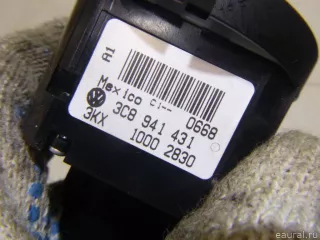 A1
Mexico 0668
3C8 941 431
3KX 1000 2830
© eaural.ru